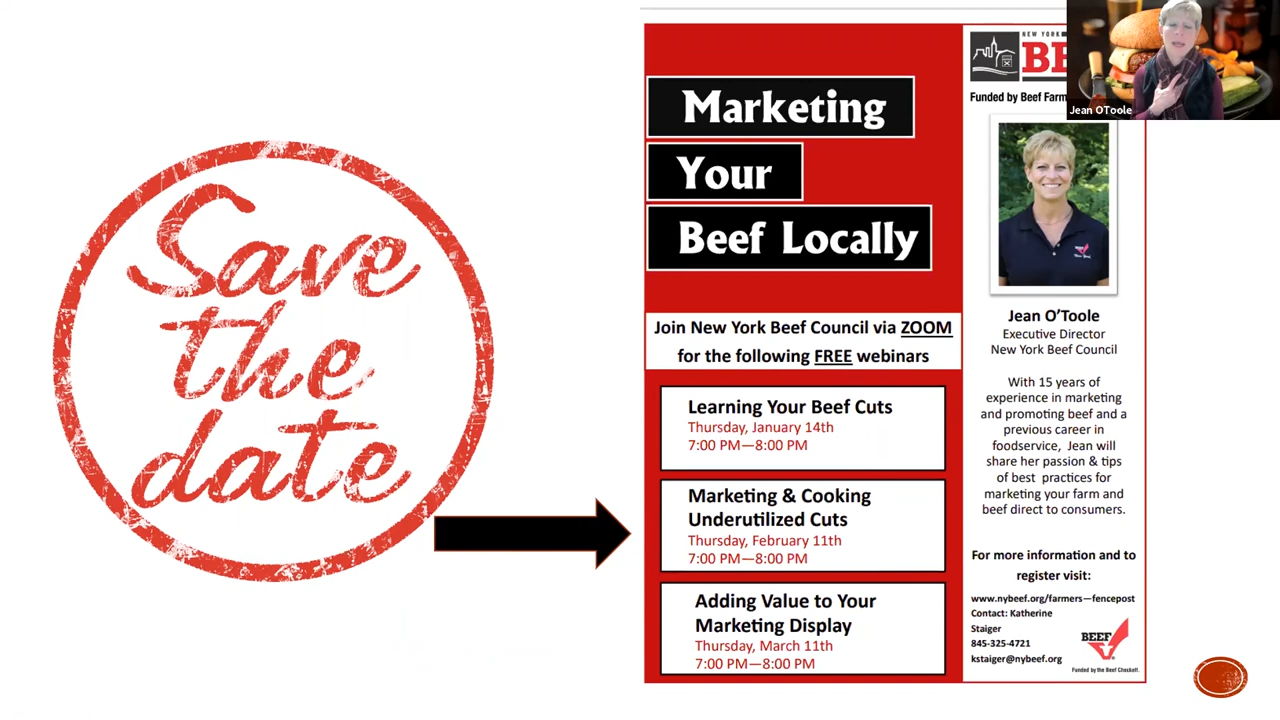 Save
the
date
Marketing
Your
Beef Locally
Join New York Beef Council via ZOOM
for the following FREE webinars
Learning Your Beef Cuts
Thursday, January 14th
7:00 PM—8:00 PM
Marketing & Cooking
Underutilized Cuts
Thursday, February 11th
7:00 PM—8:00 PM
Adding Value to Your
Marketing Display
Thursday, March 11th
7:00 PM—8:00 PM
NEW YORK
BE
Funded by Beef Farm
Jean OToole
Jean O'Toole
Executive Director
New York Beef Council
With 15 years of
experience in marketing
and promoting beef and a
previous career in
foodservice, Jean will
share her passion & tips
of best practices for
marketing your farm and
beef direct to consumers.
For more information and to
register visit:
www.nybeef.org/farmers—fencepost
Contact: Katherine
Staiger
845-325-4721
kstaiger@nybeef.org
BEEF
Funded by the Beef Checkoff.